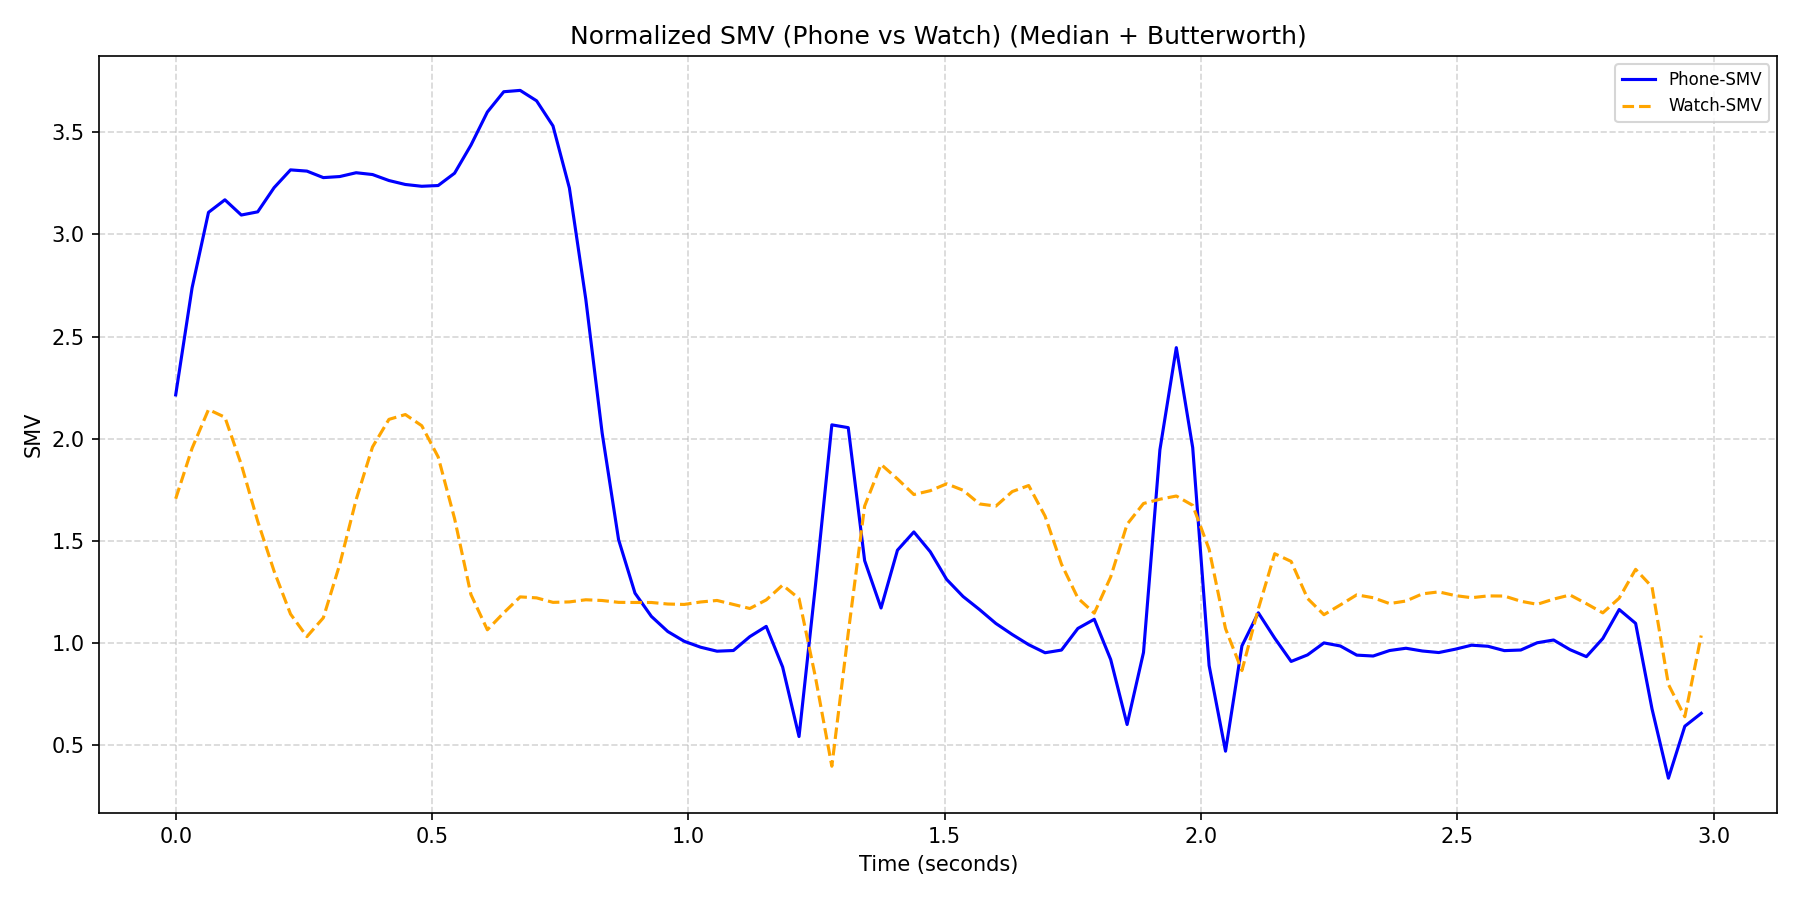 Normalized SMV (Phone vs Watch) (Median + Butterworth)
Phone-SMV
Watch-SMV
SMV
3.5
3.0
2.5
2.0
1.5
1.0
0.5
0.0 0.5 1.0 1.5 2.0 2.5 3.0
Time (seconds)